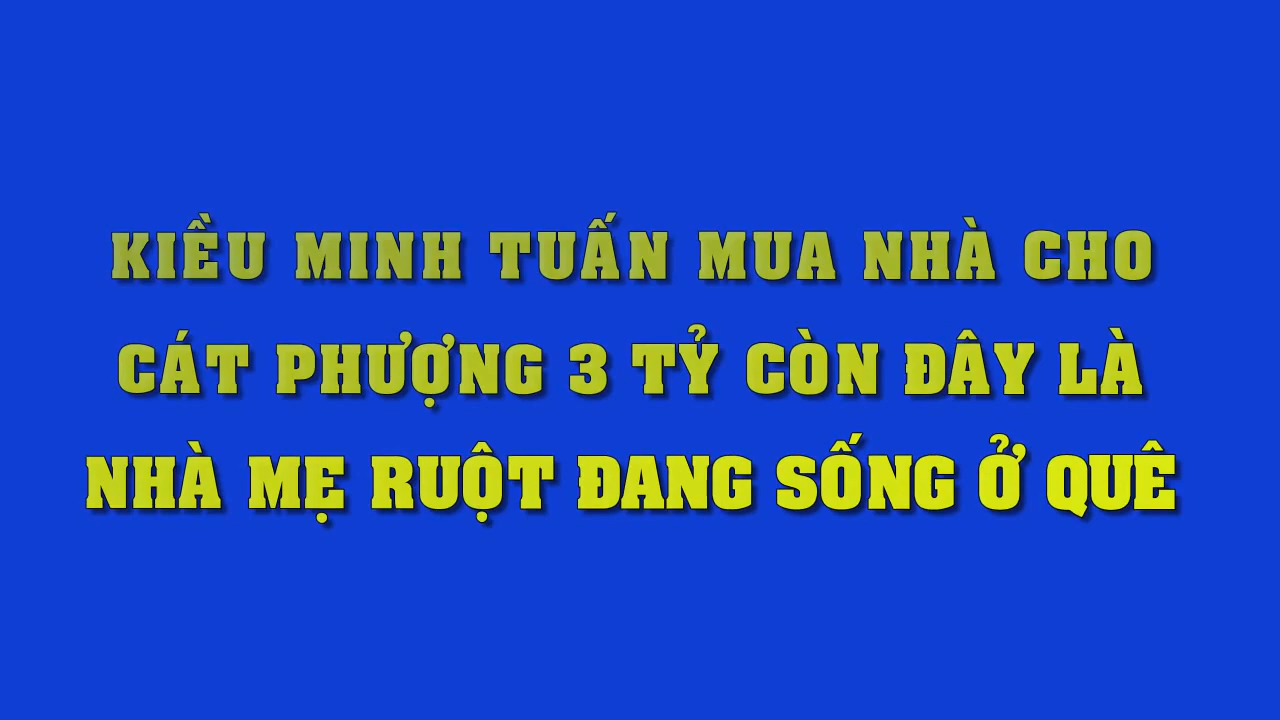 KIỀU MINH TUẤN MUA NHÀ CHO
CÁT PHƯỢNG 3 TỶ CÒN ĐÂY LÀ
NHÀ MẸ RUỘT ĐANG SỐNG Ở QUÊ